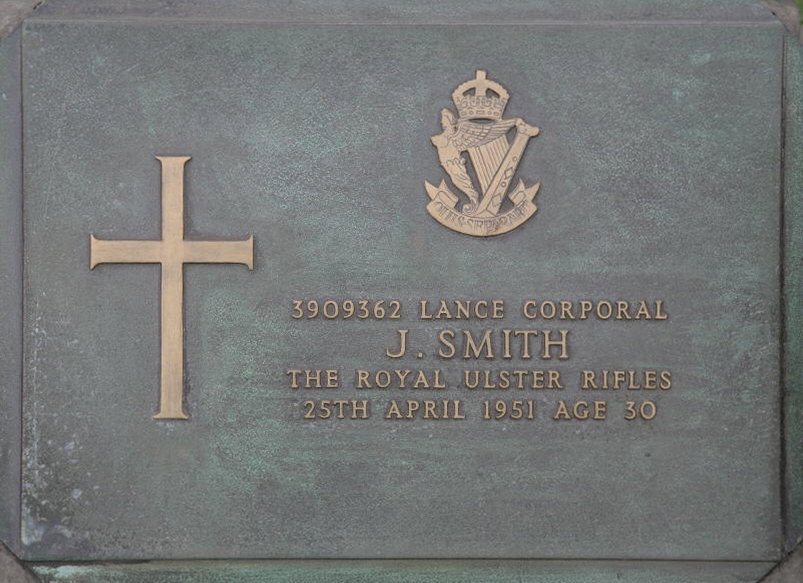 3909362 LANCE CORPORAL
J. SMITH
THE ROYAL ULSTER RIFLES
25TH APRIL 1951 AGE 30